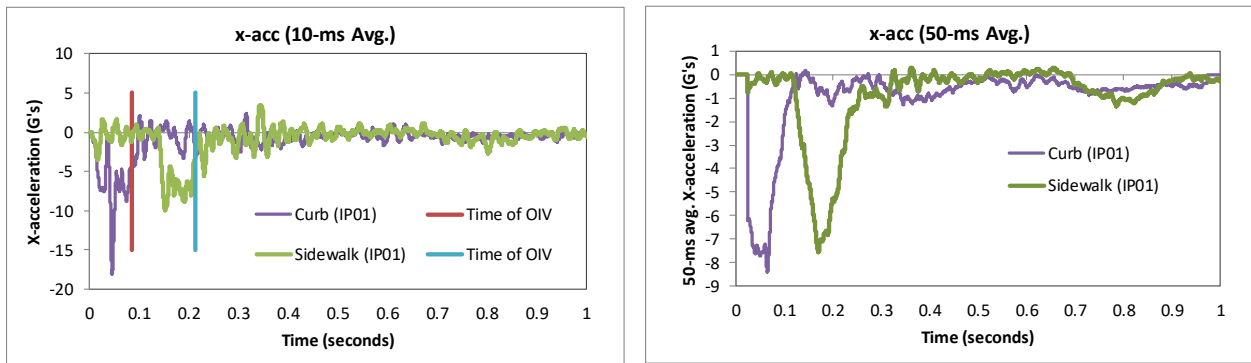 x-acc (10-ms Avg.)
10
5
0
-5
-10
-15
-20
X-acceleration (G's)
Curb (IP01)
Time of OIV
Sidewalk (IP01)
Time of OIV
0 0.1 0.2 0.3 0.4 0.5 0.6 0.7 0.8 0.9 1
Time (seconds)
x-acc (50-ms Avg.)
1
0
-1
-2
-3
-4
-5
-6
-7
-8
-9
50-ms avg. X-acceleration (G's)
Curb (IP01)
Sidewalk (IP01)
0 0.1 0.2 0.3 0.4 0.5 0.6 0.7 0.8 0.9 1
Time (seconds)